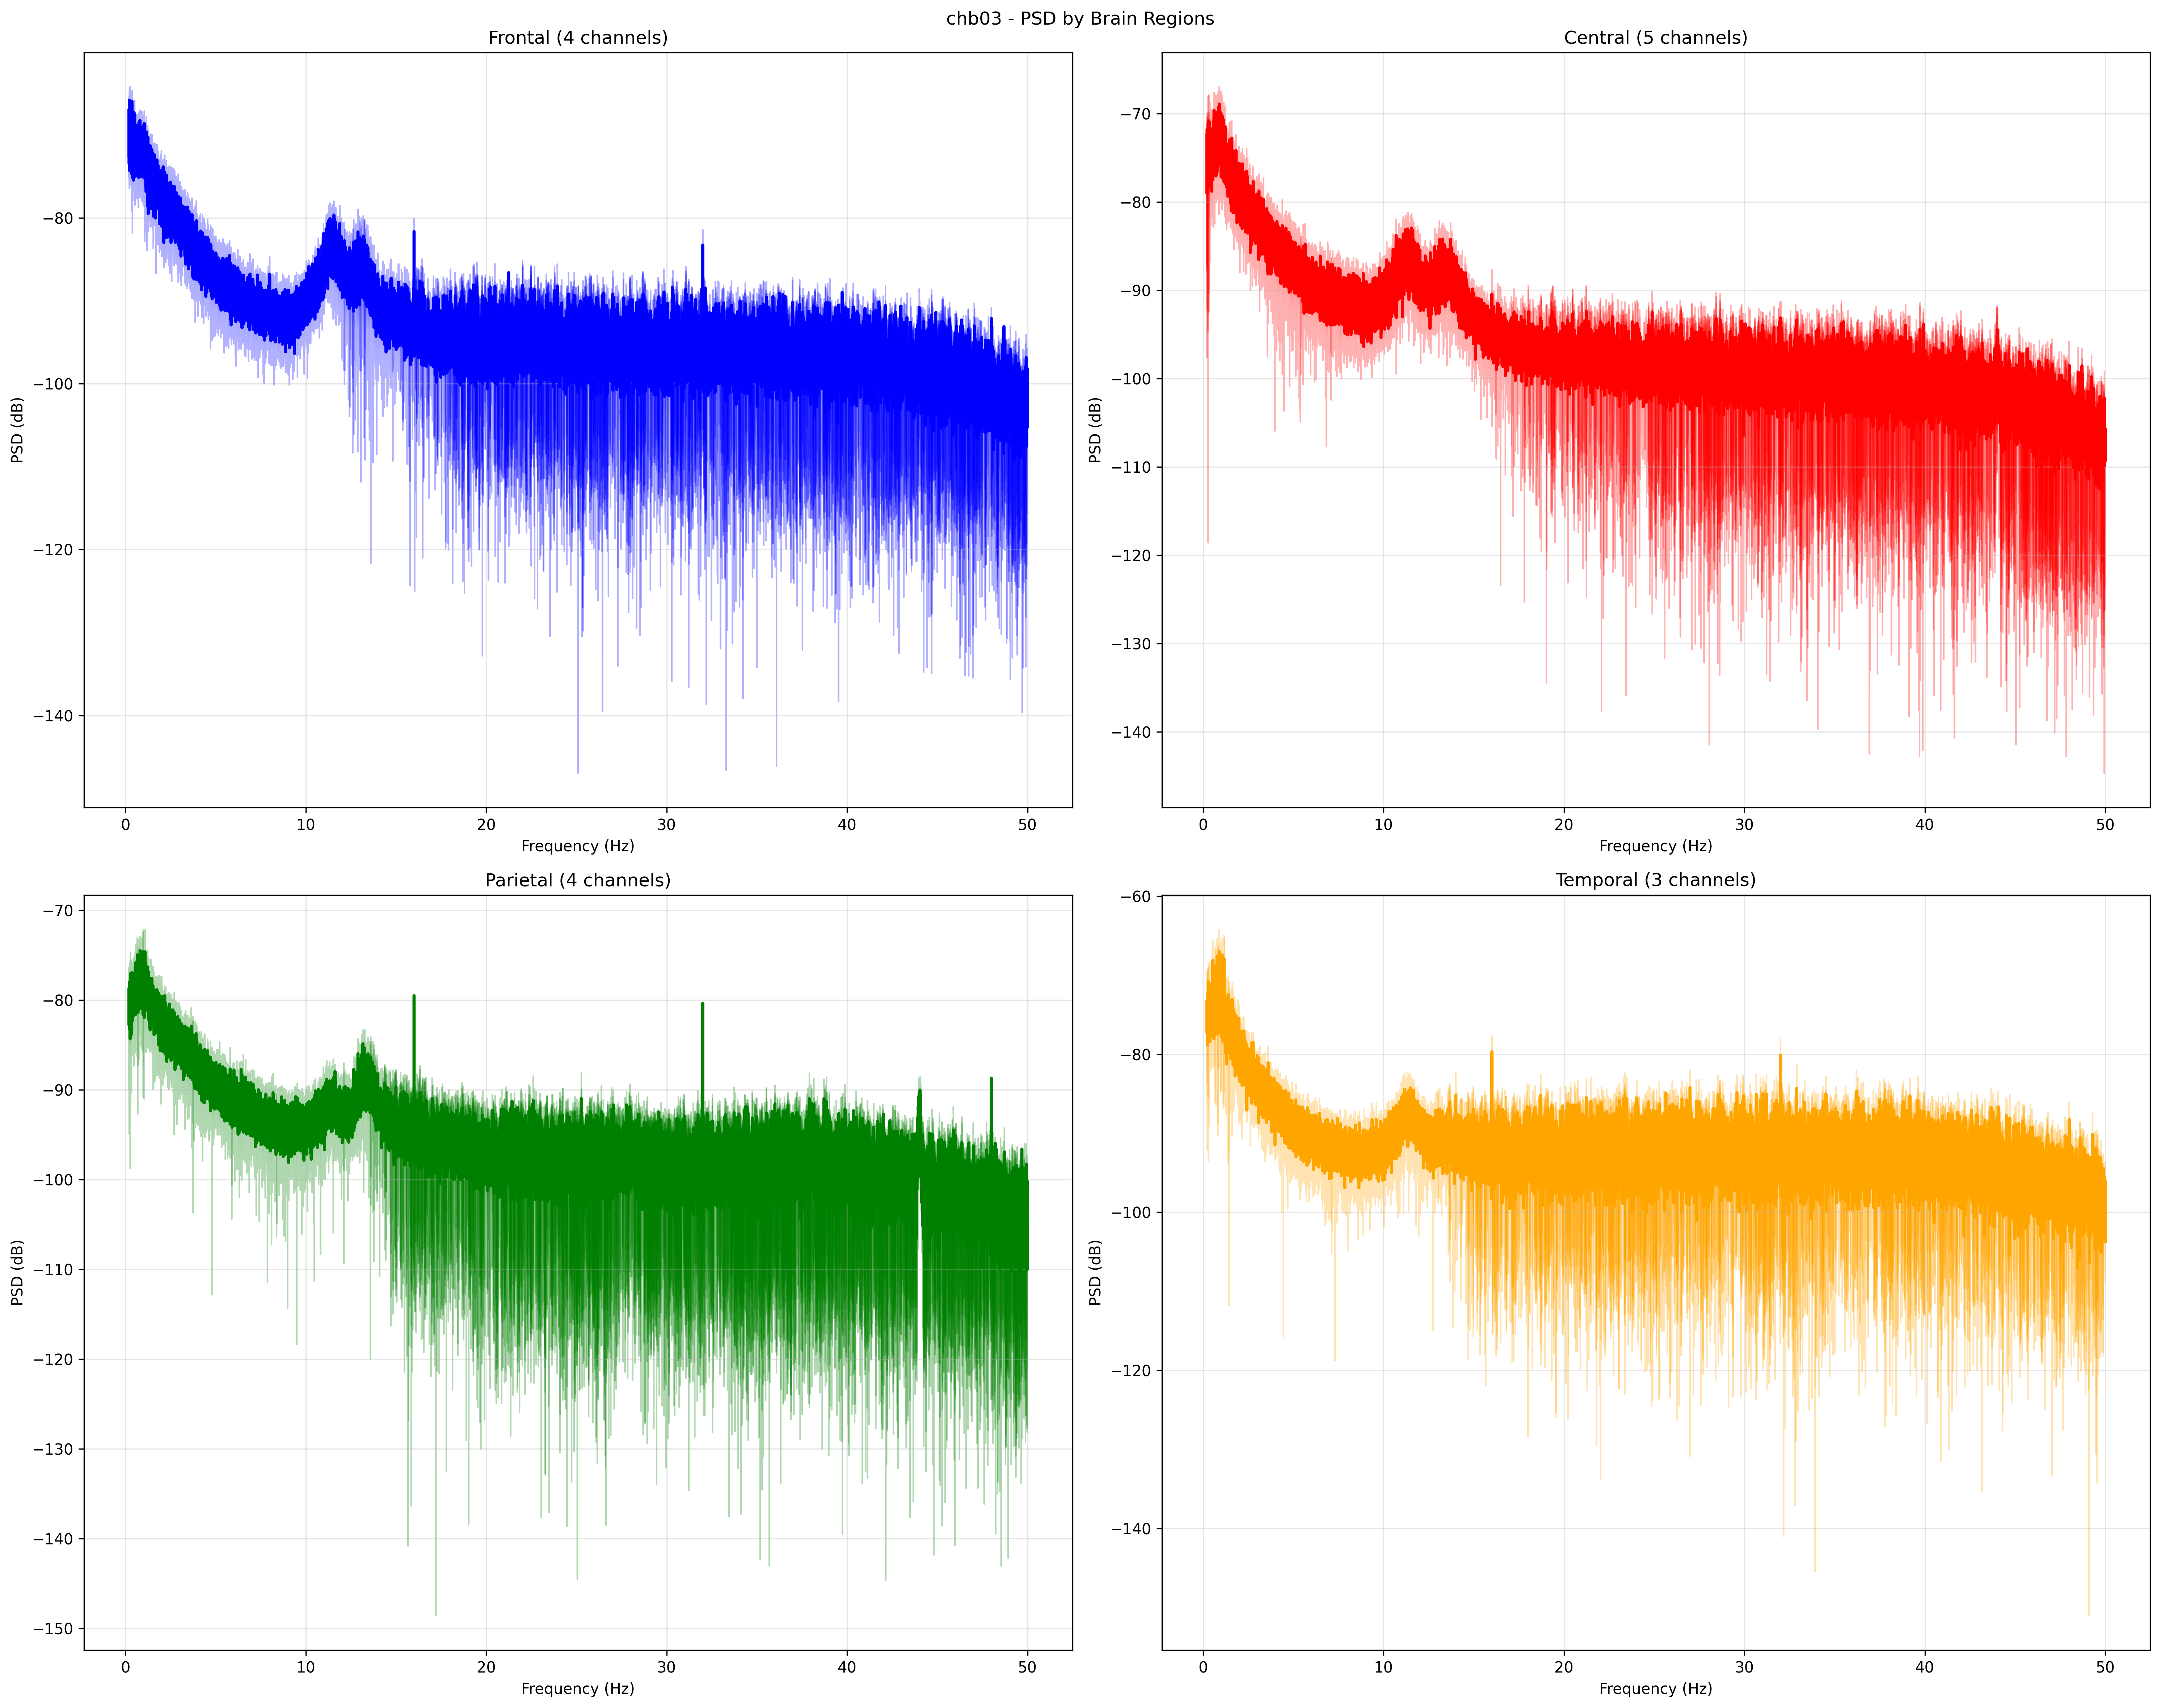 chb03 - PSD by Brain Regions
Frontal (4 channels)
PSD (dB)
−80
−100
−120
−140
0 10 20 30 40 50
Frequency (Hz)
Central (5 channels)
PSD (dB)
−70
−80
−90
−100
−110
−120
−130
−140
0 10 20 30 40 50
Frequency (Hz)
Parietal (4 channels)
PSD (dB)
−70
−80
−90
−100
−110
−120
−130
−140
−150
0 10 20 30 40 50
Frequency (Hz)
Temporal (3 channels)
PSD (dB)
−60
−80
−100
−120
−140
0 10 20 30 40 50
Frequency (Hz)